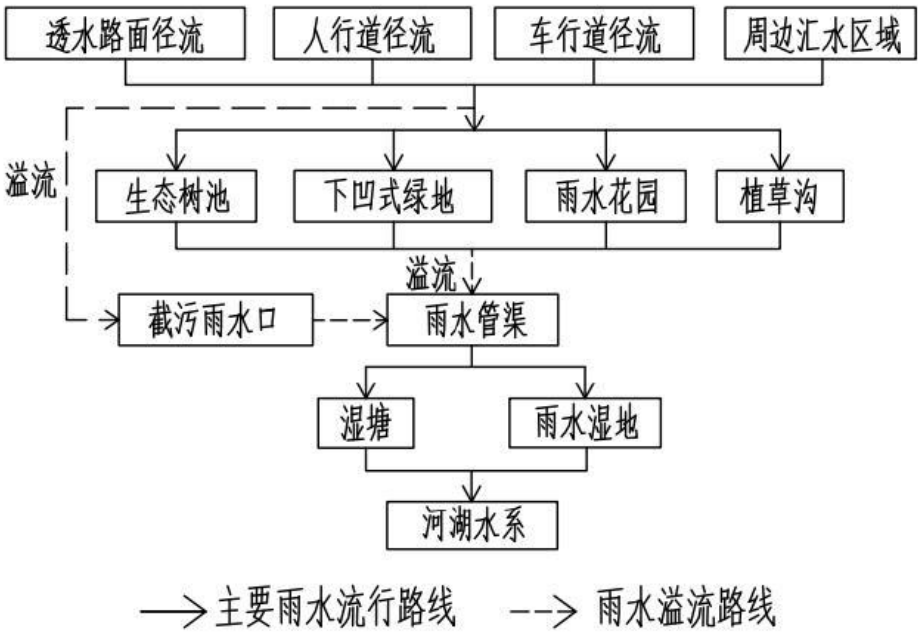 透水路面径流 人行道径流 车行道径流 周边汇水区域
溢流
生态树池 下凹式绿地 雨水花园 植草沟
溢流
截污雨水口 雨水管渠
湿塘 雨水湿地
河湖水系
主要雨水流行路线 雨水溢流路线